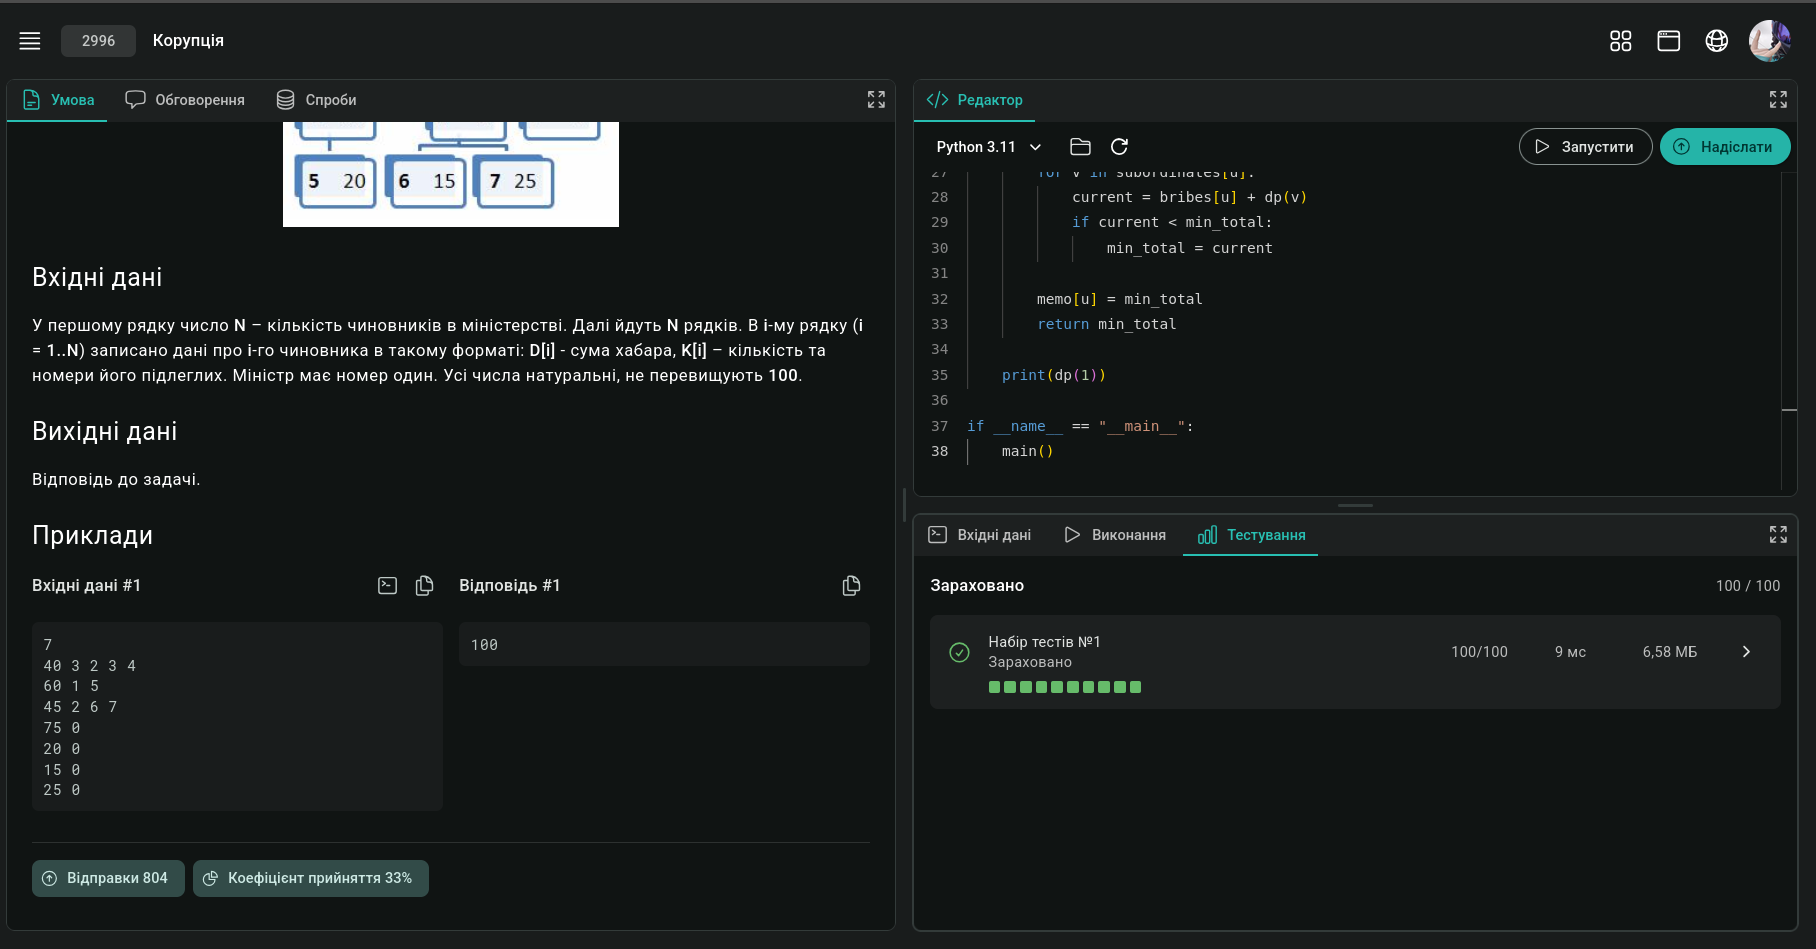 2996
Корупція
Умова
Обговорення
Спроби
5 20
6 15
7 25
Вхідні дані
У першому рядку число N – кількість чиновників в міністерстві. Далі йдуть N рядків. В i-му рядку (i
= 1..N) записано дані про i-го чиновника в такому форматі: D[i] - сума хабара, K[i] – кількість та
номери його підлеглих. Міністр має номер один. Усі числа натуральні, не перевищують 100.
Вихідні дані
Відповідь до задачі.
Приклади
Вхідні дані #1
7
40 3 2 3 4
60 1 5
45 2 6 7
75 0
20 0
15 0
25 0
Відповідь #1
100
Відправки 804
Коефіцієнт прийняття 33%
Редактор
Python 3.11
Запустити
Надіслати
27 for v in subordinates[u]:
28 current = bribes[u] + dp(v)
29 if current < min_total:
30 min_total = current
31
32 memo[u] = min_total
33 return min_total
34
35 print(dp(1))
36
37 if __name__ == "__main__":
38 main()
Вхідні дані
Виконання
Тестування
Зараховано
100 / 100
Набір тестів №1
Зараховано
100/100
9 мс
6,58 МБ